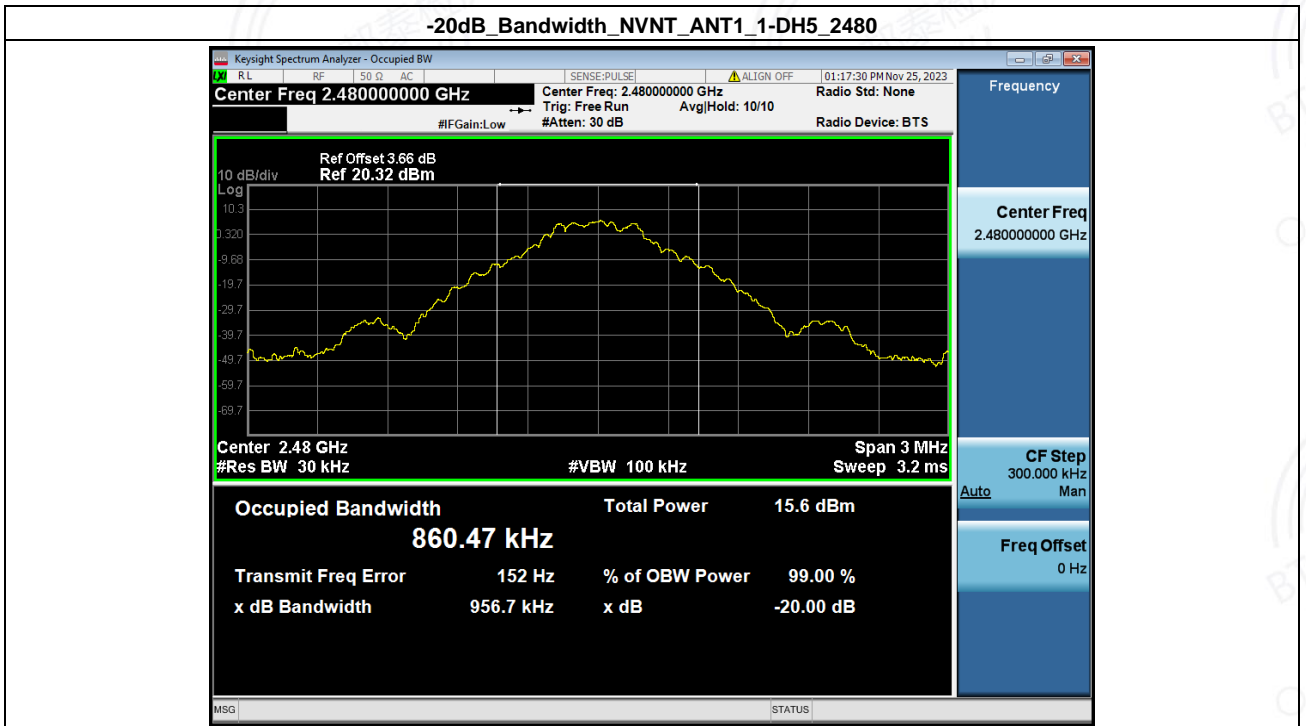 -20dB_Bandwidth_NVNT_ANT1_1-DH5_2480
Keysight Spectrum Analyzer - Occupied BW
LXI RL RF 50 Ω AC SENSE:PULSE ALIGN OFF 01:17:30 PM Nov 25, 2023
Center Freq 2.480000000 GHz
Center Freq: 2.480000000 GHz Radio Std: None
Trig: Free Run Avg|Hold: 10/10
#IFGain:Low #Atten: 30 dB Radio Device: BTS
Ref Offset 3.66 dB
10 dB/div Ref 20.32 dBm
Log
10.3
0.320
-9.68
-19.7
-29.7
-39.7
-49.7
-59.7
-69.7
Center 2.48 GHz Span 3 MHz
#Res BW 30 kHz #VBW 100 kHz Sweep 3.2 ms
Occupied Bandwidth Total Power 15.6 dBm
860.47 kHz
Transmit Freq Error 152 Hz % of OBW Power 99.00 %
x dB Bandwidth 956.7 kHz x dB -20.00 dB
MSG STATUS
Frequency
Center Freq
2.480000000 GHz
CF Step
300.000 kHz
Auto Man
Freq Offset
0 Hz